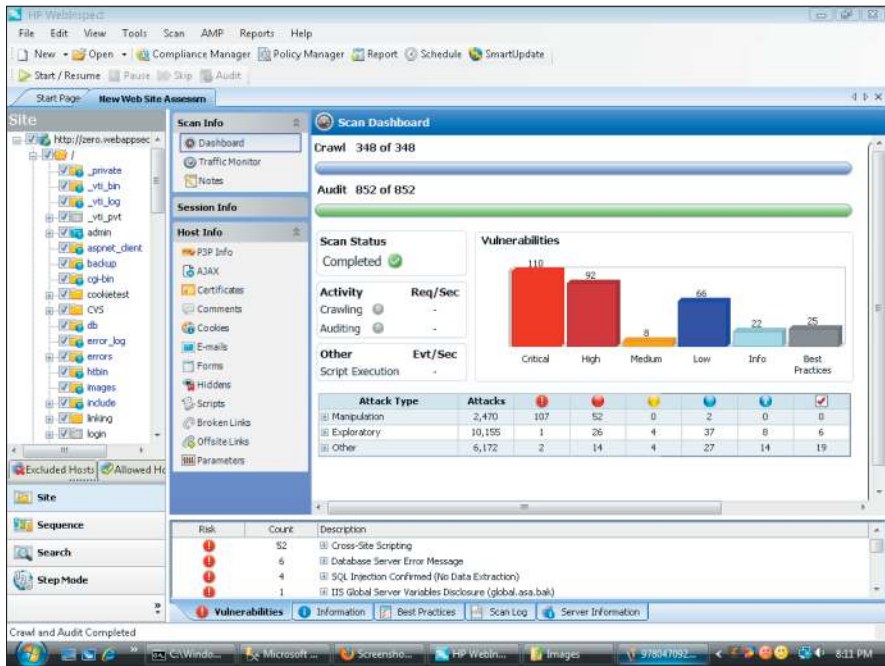 HP WebInspect
File Edit View Tools Scan AMP Reports Help
New Open Compliance Manager Policy Manager Report Schedule SmartUpdate
Start / Resume Pause Skip Audit
Start Page New Web Site Assessm
Site
http://zero.webappsec
/
_private
_vti_bin
_vti_log
_vti_pvt
admin
aspnet_client
backup
cgi-bin
cookietest
CVS
db
error_log
errors
htbin
images
include
linking
login
Excluded Hosts Allowed Ho
Site
Sequence
Search
Step Mode
Scan Info
Dashboard
Traffic Monitor
Notes
Session Info
Host Info
P3P Info
AJAX
Certificates
Comments
Cookies
E-mails
Forms
Hiddens
Scripts
Broken Links
Offsite Links
Parameters
Scan Dashboard
Crawl 348 of 348
Audit 852 of 852
Scan Status
Completed
Activity Req/Sec
Crawling -
Auditing -
Other Evt/Sec
Script Execution -
Vulnerabilities
110
92
8
66
22
25
Critical High Medium Low Info Best Practices
Attack Type Attacks
Manipulation 2,470 107 52 0 2 0 0
Exploratory 10,155 1 26 4 37 8 6
Other 6,172 2 14 4 27 14 19
Risk Count Description
52 Cross-Site Scripting
6 Database Server Error Message
4 SQL Injection Confirmed (No Data Extraction)
1 IIS Global Server Variables Disclosure (global.asa.bak)
Vulnerabilities Information Best Practices Scan Log Server Information
Crawl and Audit Completed
C:\Windo... Microsoft ... Screensho... HP WebIn... Images 978047092... 8:11 PM